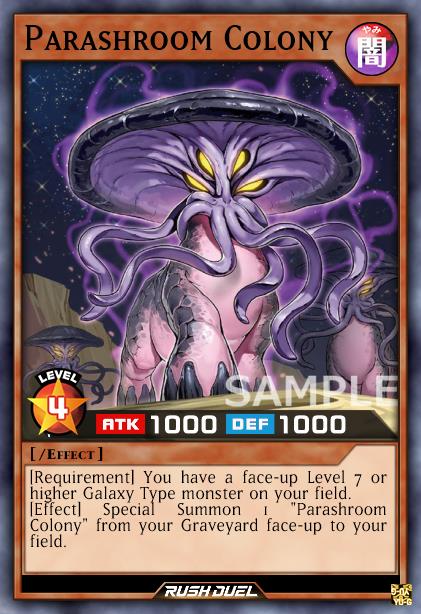 Parashroom Colony
やみ
闇
SAMPLE
LEVEL
4
ATK 1000 DEF 1000
[ /Effect ]
[Requirement] You have a face-up Level 7 or
higher Galaxy Type monster on your field.
[Effect] Special Summon 1 "Parashroom
Colony" from your Graveyard face-up to your
field.
RUSH DUEL